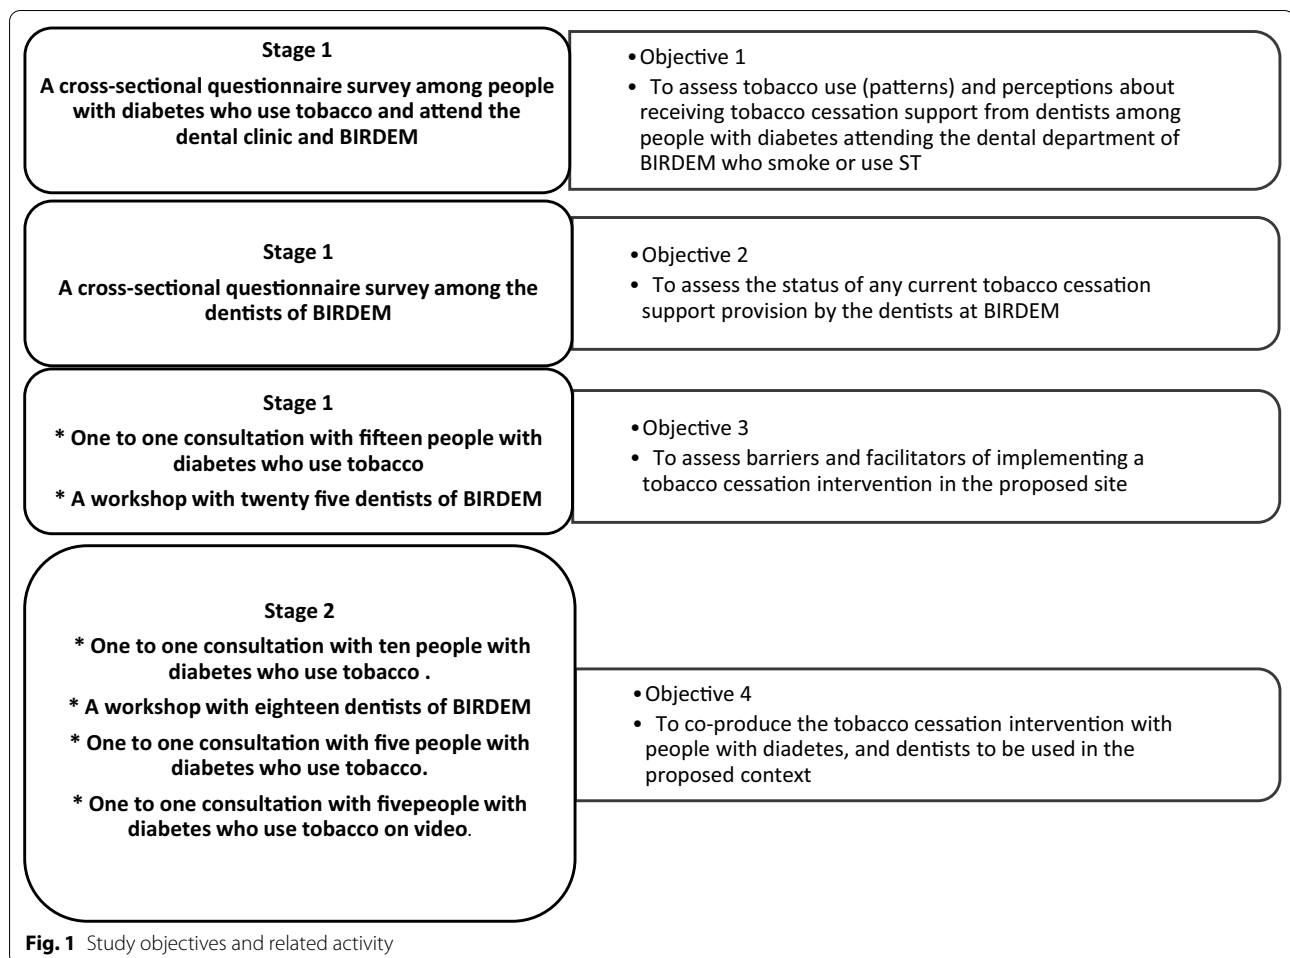 Stage 1
A cross-sectional questionnaire survey among people
with diabetes who use tobacco and attend the
dental clinic and BIRDEM
•Objective 1
• To assess tobacco use (patterns) and perceptions about
receiving tobacco cessation support from dentists among
people with diabetes attending the dental department of
BIRDEM who smoke or use ST
Stage 1
A cross-sectional questionnaire survey among the
dentists of BIRDEM
•Objective 2
• To assess the status of any current tobacco cessation
support provision by the dentists at BIRDEM
Stage 1
* One to one consultation with fifteen people with
diabetes who use tobacco
* A workshop with twenty five dentists of BIRDEM
•Objective 3
• To assess barriers and facilitators of implementing a
tobacco cessation intervention in the proposed site
Stage 2
* One to one consultation with ten people with
diabetes who use tobacco .
* A workshop with eighteen dentists of BIRDEM
* One to one consultation with five people with
diabetes who use tobacco.
* One to one consultation with fivepeople with
diabetes who use tobacco on video.
•Objective 4
• To co-produce the tobacco cessation intervention with
people with diadetes, and dentists to be used in the
proposed context
Fig. 1 Study objectives and related activity